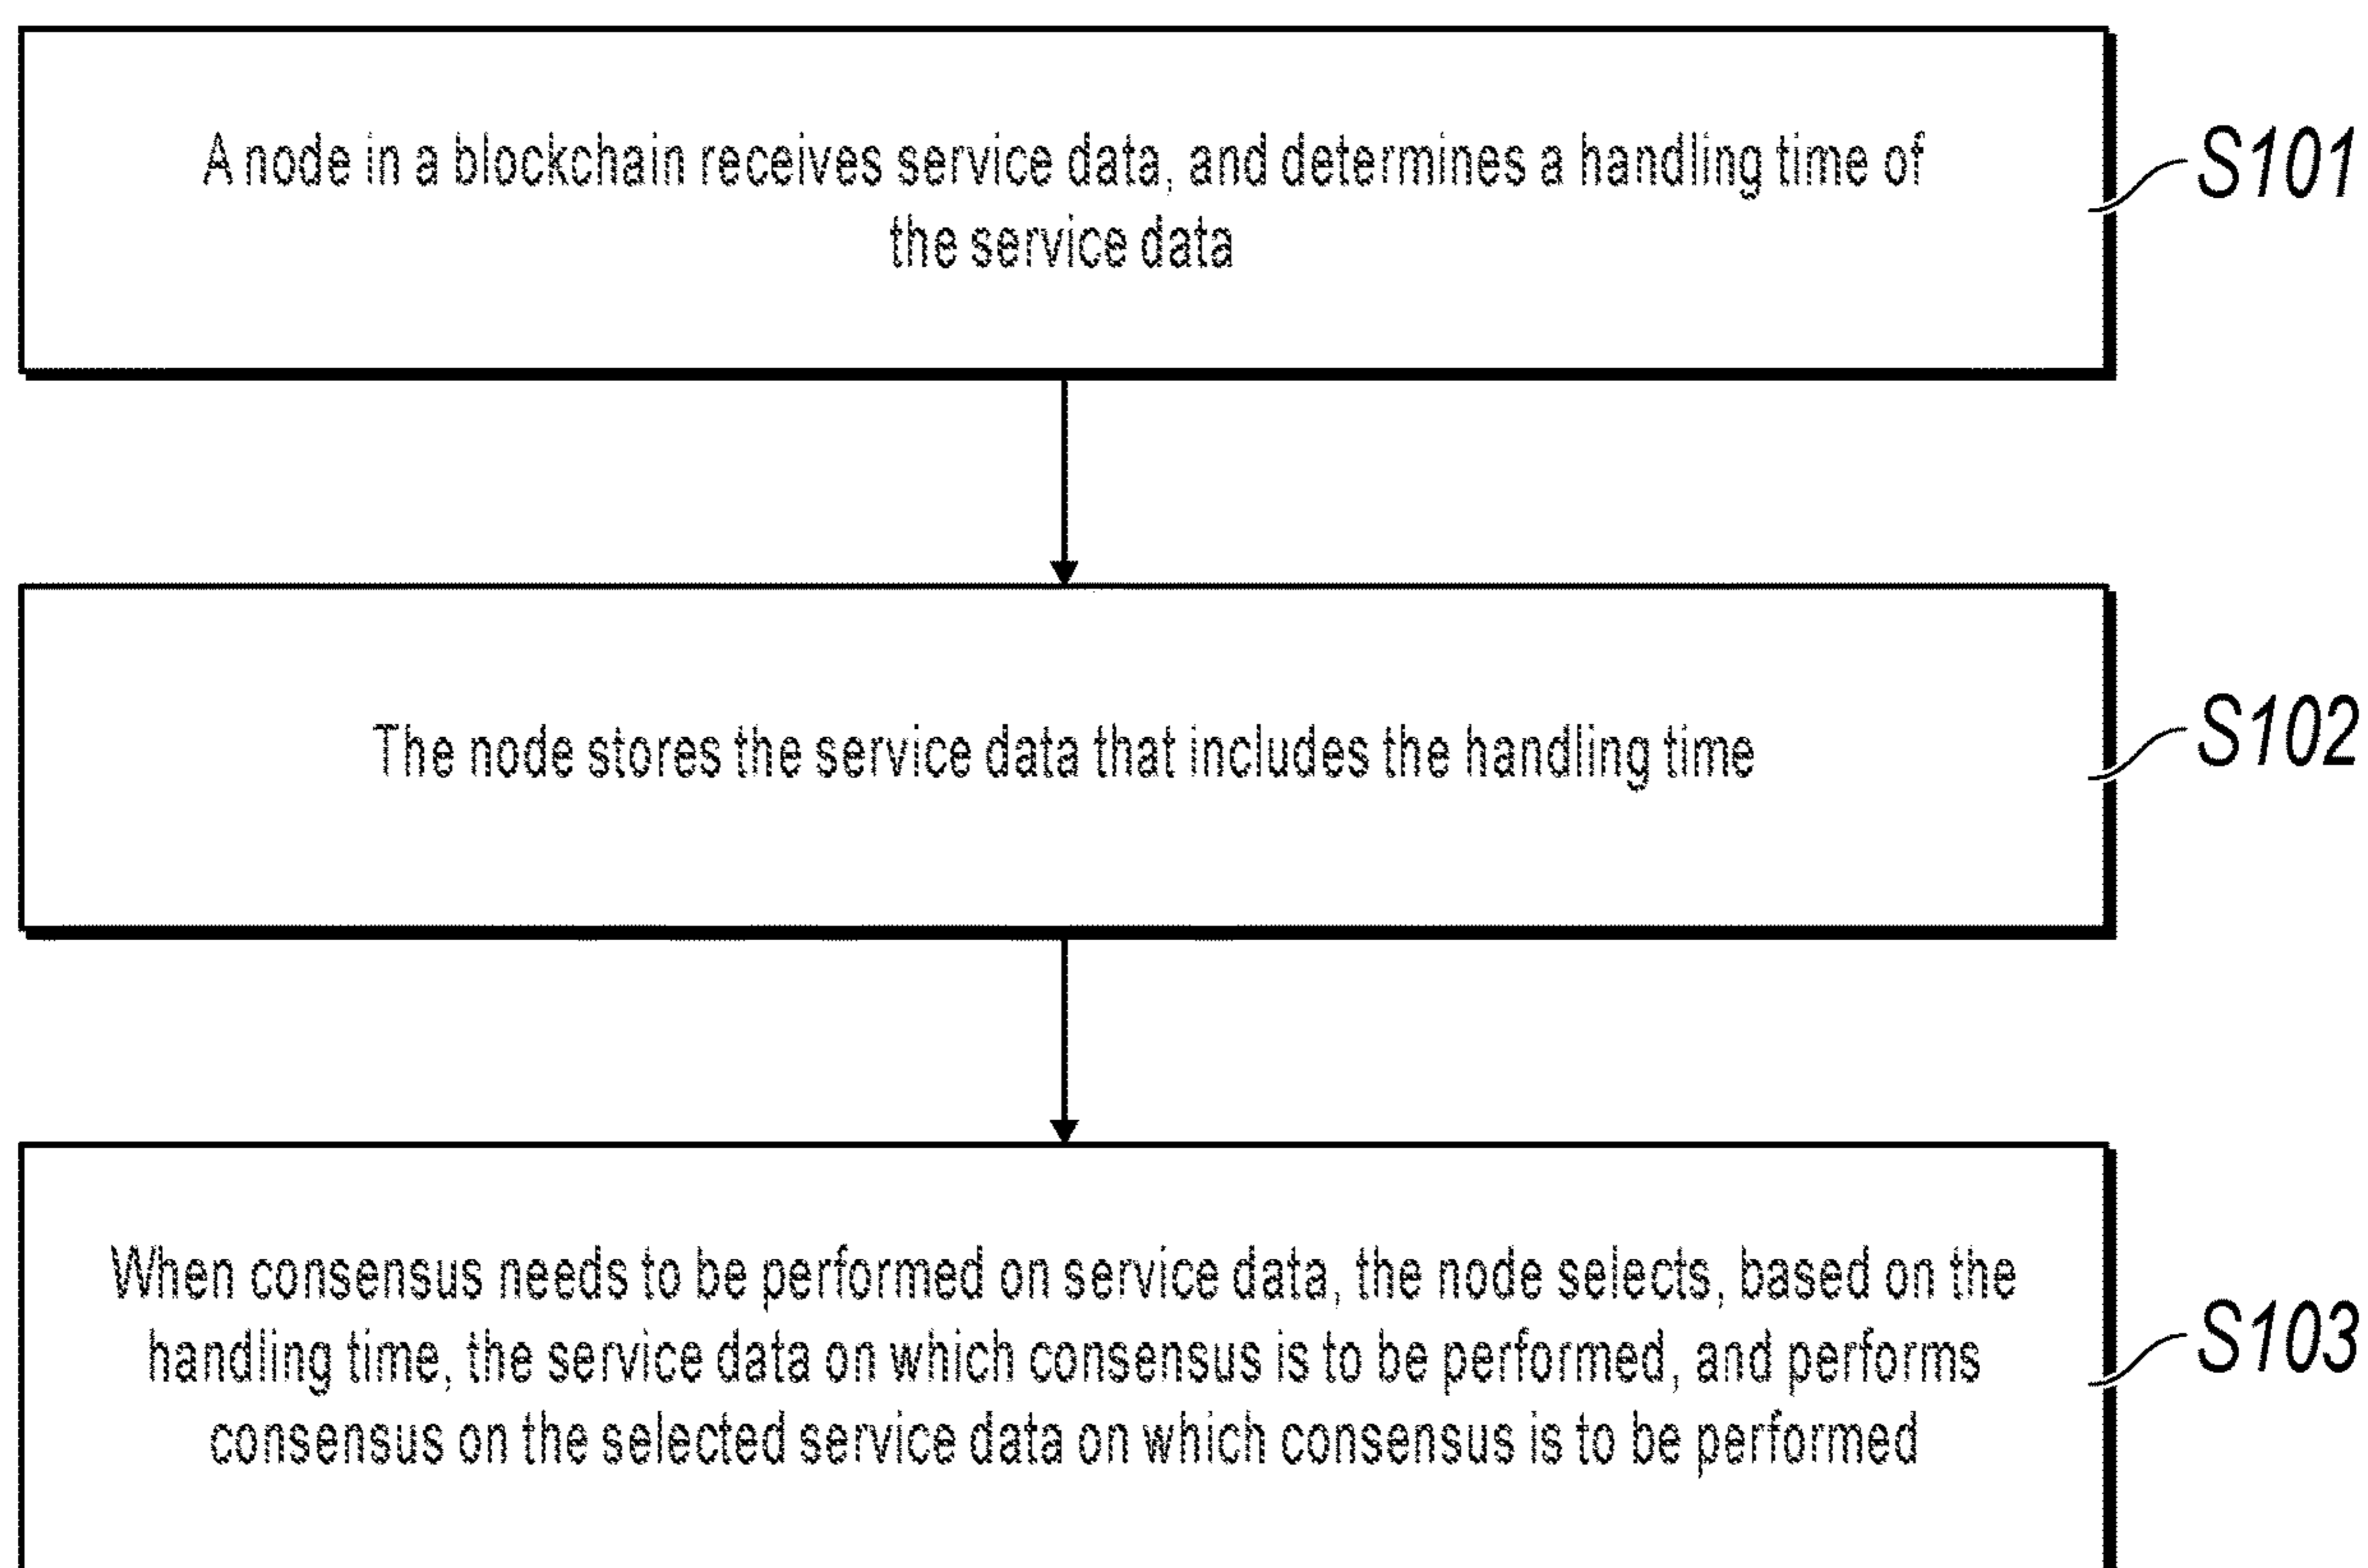 A node in a blockchain receives service data, and determines a handling time of
the service data
S101
The node stores the service data that includes the handling time
S102
When consensus needs to be performed on service data, the node selects, based on the
handling time, the service data on which consensus is to be performed, and performs
consensus on the selected service data on which consensus is to be performed
S103